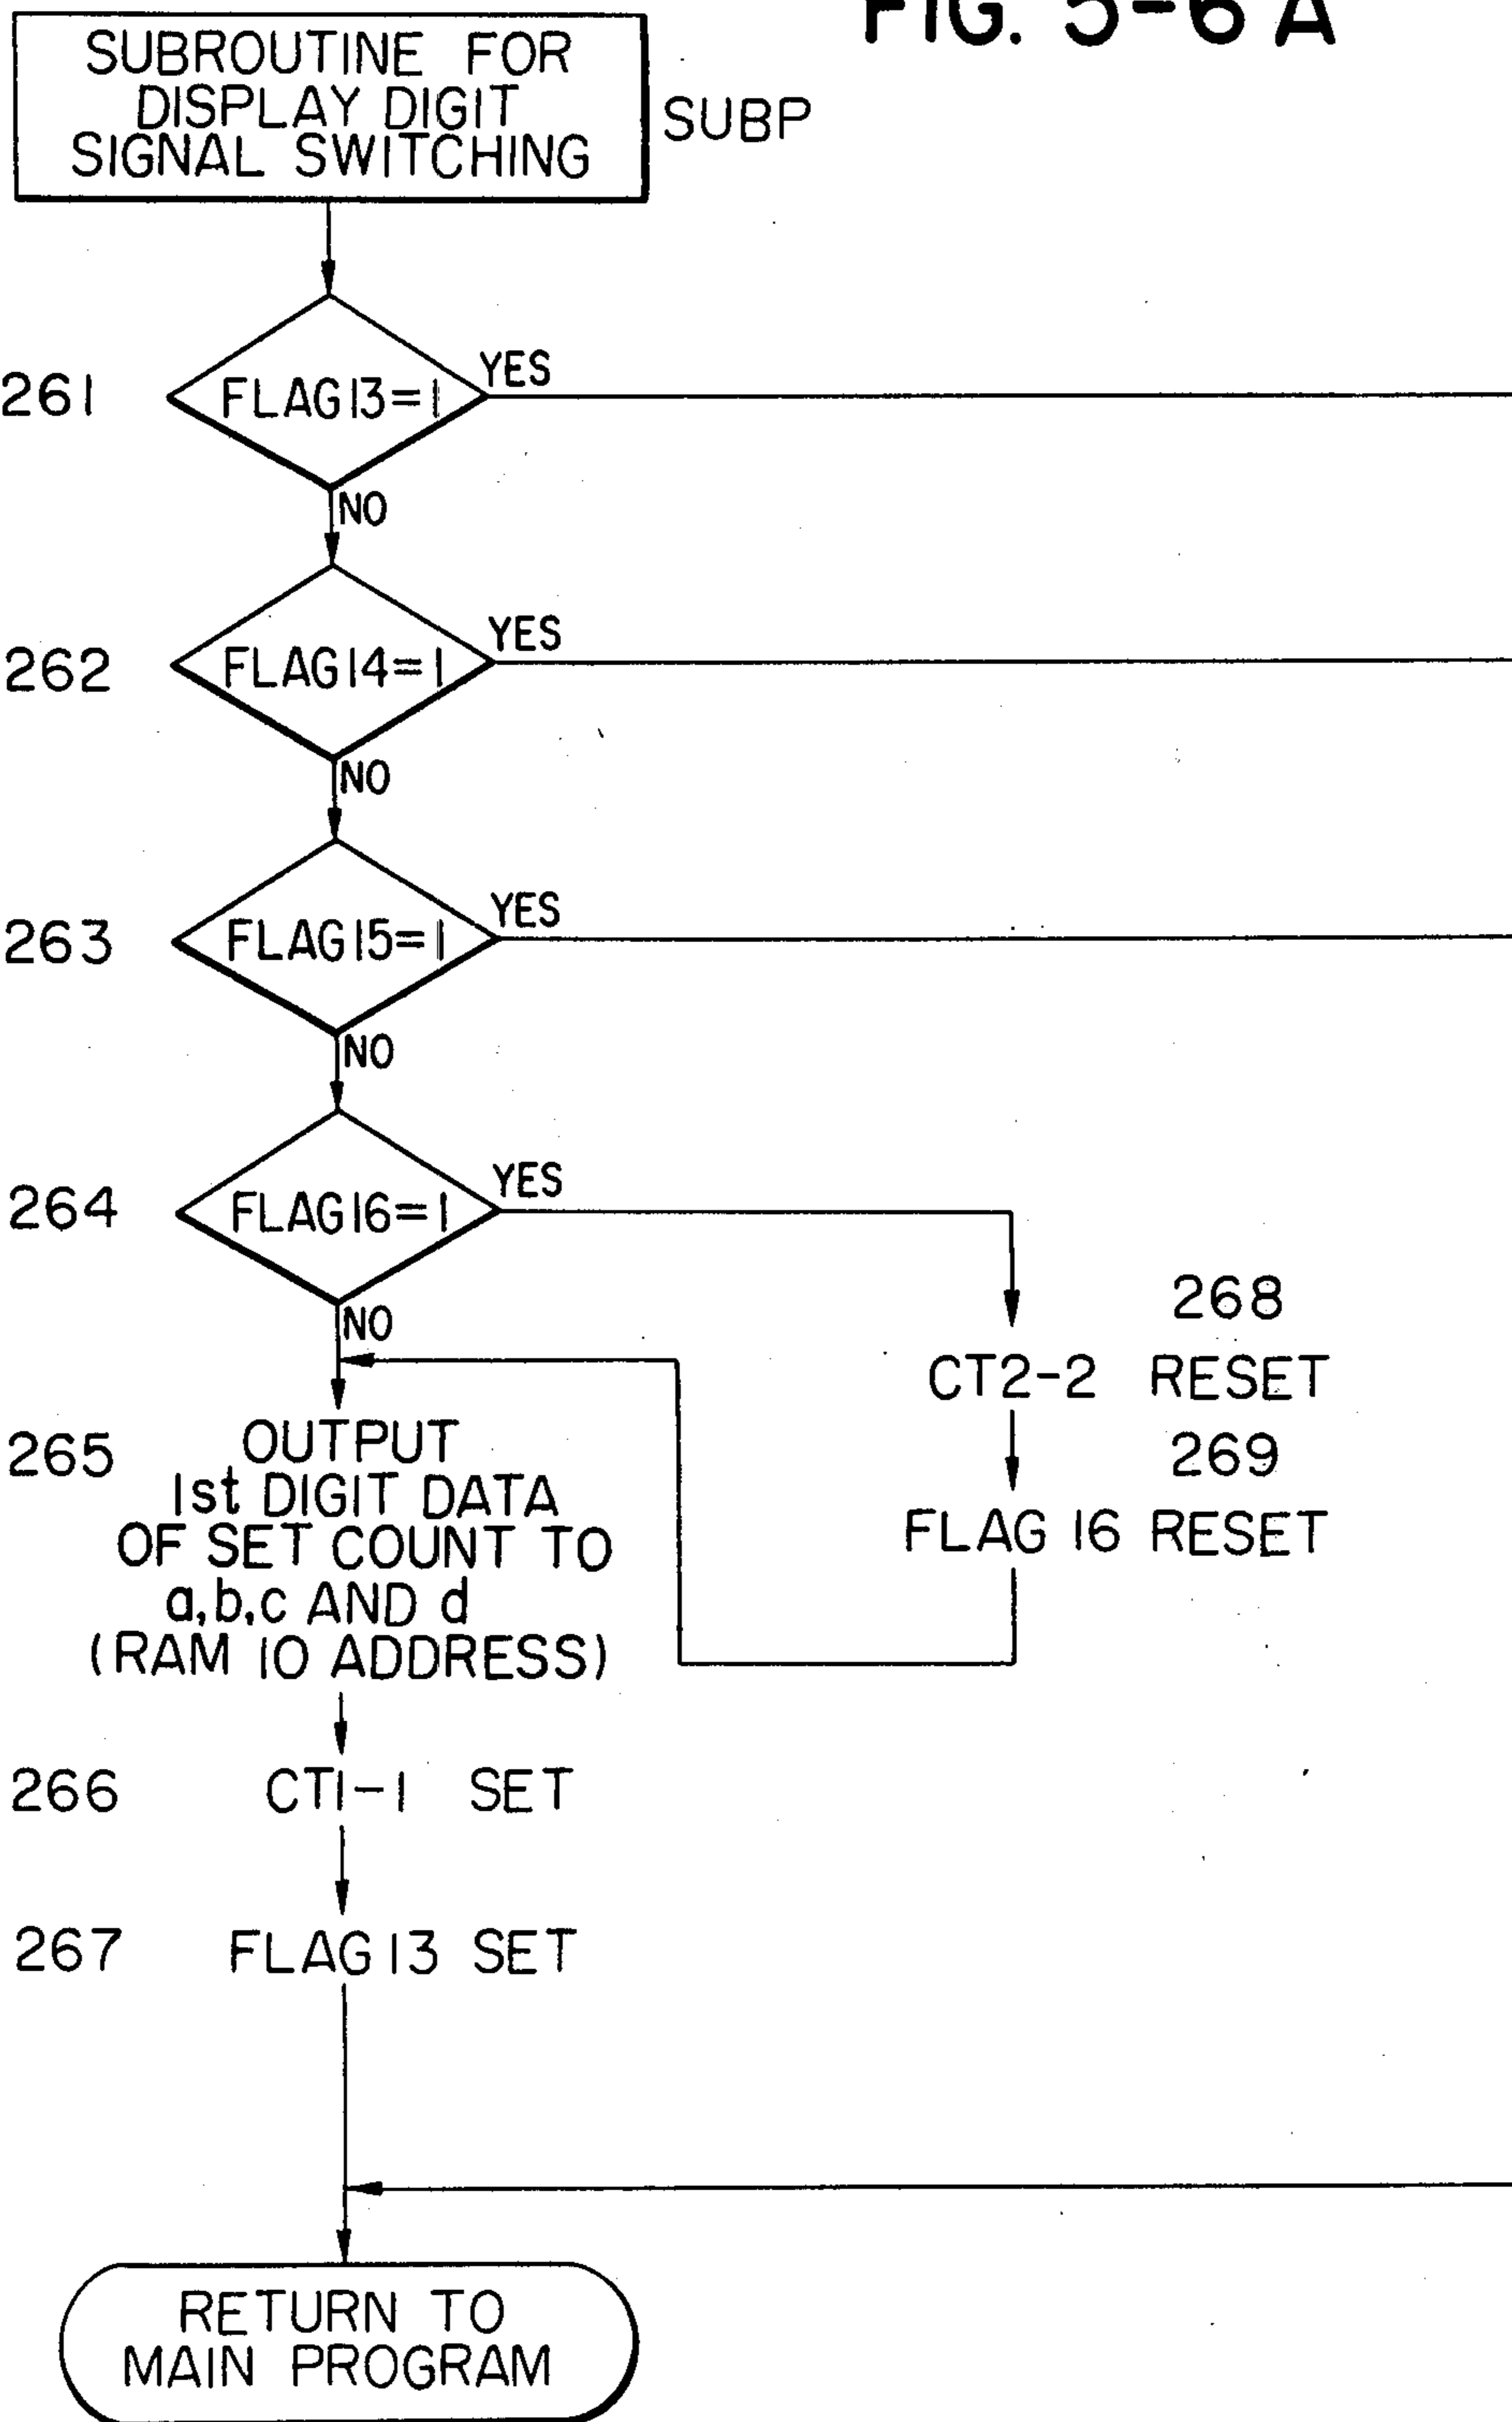 FIG. 5-6A
SUBROUTINE FOR
DISPLAY DIGIT
SIGNAL SWITCHING
SUBP
261
FLAG13=1
YES
NO
262
FLAG14=1
YES
NO
263
FLAG15=1
YES
NO
264
FLAG16=1
YES
NO
268
CT2-2 RESET
269
FLAG 16 RESET
265
OUTPUT
1st DIGIT DATA
OF SET COUNT TO
a,b,c AND d
(RAM 10 ADDRESS)
266
CT1-1 SET
267
FLAG13 SET
RETURN TO
MAIN PROGRAM